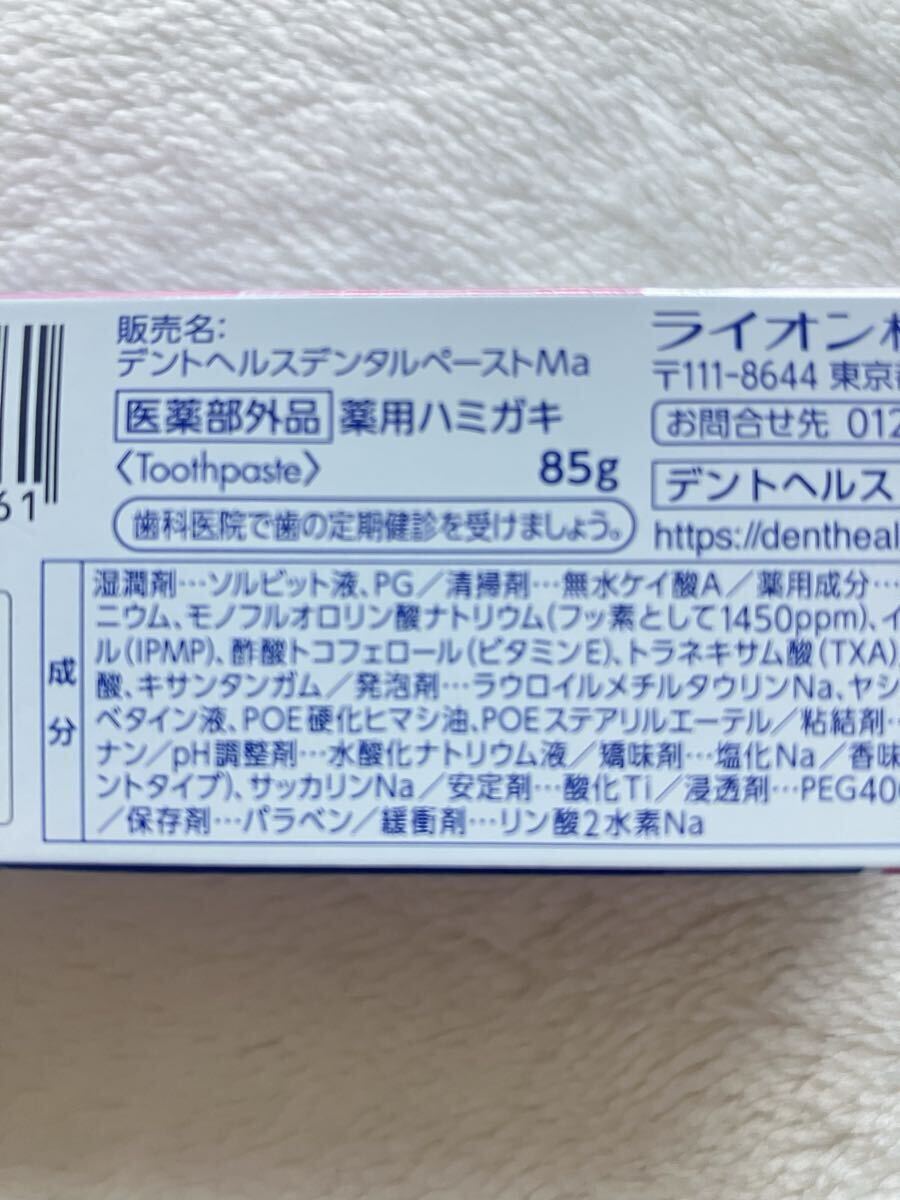 販売名:
デントヘルスデンタルペーストMa
医薬部外品 薬用ハミガキ
〈Toothpaste〉 85g
歯科医院で歯の定期健診を受けましょう。
61
ライオン
〒111-8644 東京
お問合せ先 012
デントヘルス
https://dentheal
成分
湿潤剤…ソルビット液、PG／清掃剤…無水ケイ酸A／薬用成分…
ニウム、モノフルオロリン酸ナトリウム(フッ素として1450ppm)、イ
ル(IPMP)、酢酸トコフェロール(ビタミンE)、トラネキサム酸(TXA)
酸、キサンタンガム／発泡剤…ラウロイルメチルタウリンNa、ヤシ
ベタイン液、POE硬化ヒマシ油、POEステアリルエーテル／粘結剤…
ナン／pH調整剤…水酸化ナトリウム液／矯味剤…塩化Na／香味
ントタイプ)、サッカリンNa／安定剤…酸化Ti／浸透剤…PEG40
／保存剤…パラベン／緩衝剤…リン酸2水素Na